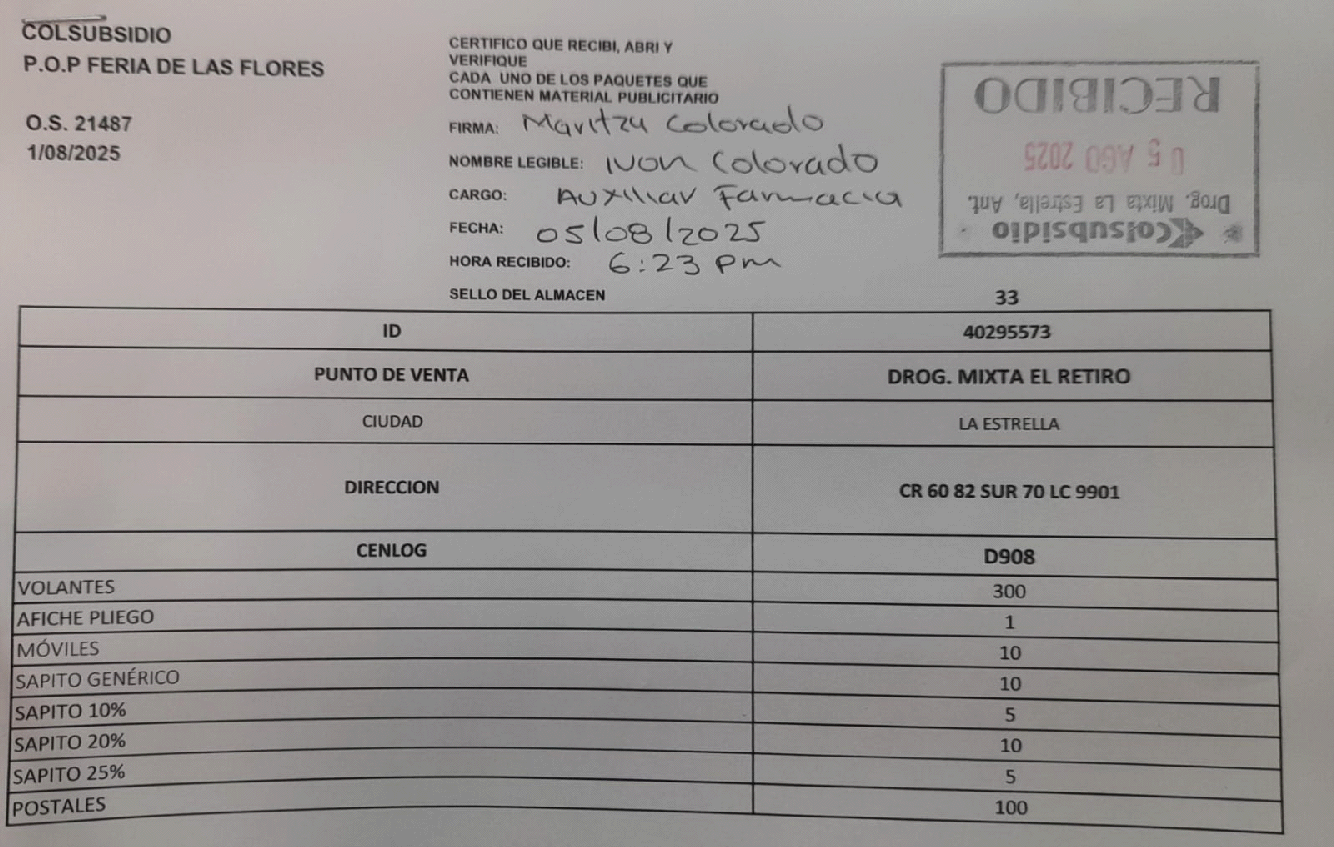 COLSUBSIDIO
P.O.P FERIA DE LAS FLORES
O.S. 21487
1/08/2025
CERTIFICO QUE RECIBI, ABRI Y
VERIFIQUE
CADA UNO DE LOS PAQUETES QUE
CONTIENEN MATERIAL PUBLICITARIO
FIRMA: Maritza Colorado
NOMBRE LEGIBLE: Ivon Colorado
CARGO: Auxiliar Farmacia
FECHA: 05/08/2025
HORA RECIBIDO: 6:23 pm
SELLO DEL ALMACEN
Colsubsidio
Drog. Mixta La Estrella, Ant.
05 AGO 2025
RECIBIDO
33
ID 40295573
PUNTO DE VENTA DROG. MIXTA EL RETIRO
CIUDAD LA ESTRELLA
DIRECCION CR 60 82 SUR 70 LC 9901
CENLOG D908
VOLANTES 300
AFICHE PLIEGO 1
MÓVILES 10
SAPITO GENÉRICO 10
SAPITO 10% 5
SAPITO 20% 10
SAPITO 25% 5
POSTALES 100